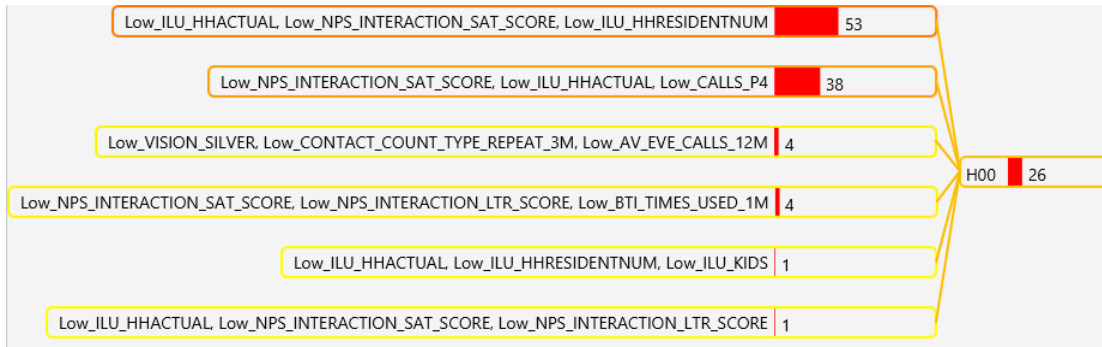 Low_ILU_HHACTUAL, Low_NPS_INTERACTION_SAT_SCORE, Low_ILU_HHRESIDENTNUM 53
Low_NPS_INTERACTION_SAT_SCORE, Low_ILU_HHACTUAL, Low_CALLS_P4 38
Low_VISION_SILVER, Low_CONTACT_COUNT_TYPE_REPEAT_3M, Low_AV_EVE_CALLS_12M 4
H00 26
Low_NPS_INTERACTION_SAT_SCORE, Low_NPS_INTERACTION_LTR_SCORE, Low_BTI_TIMES_USED_1M 4
Low_ILU_HHACTUAL, Low_ILU_HHRESIDENTNUM, Low_ILU_KIDS 1
Low_ILU_HHACTUAL, Low_NPS_INTERACTION_SAT_SCORE, Low_NPS_INTERACTION_LTR_SCORE 1